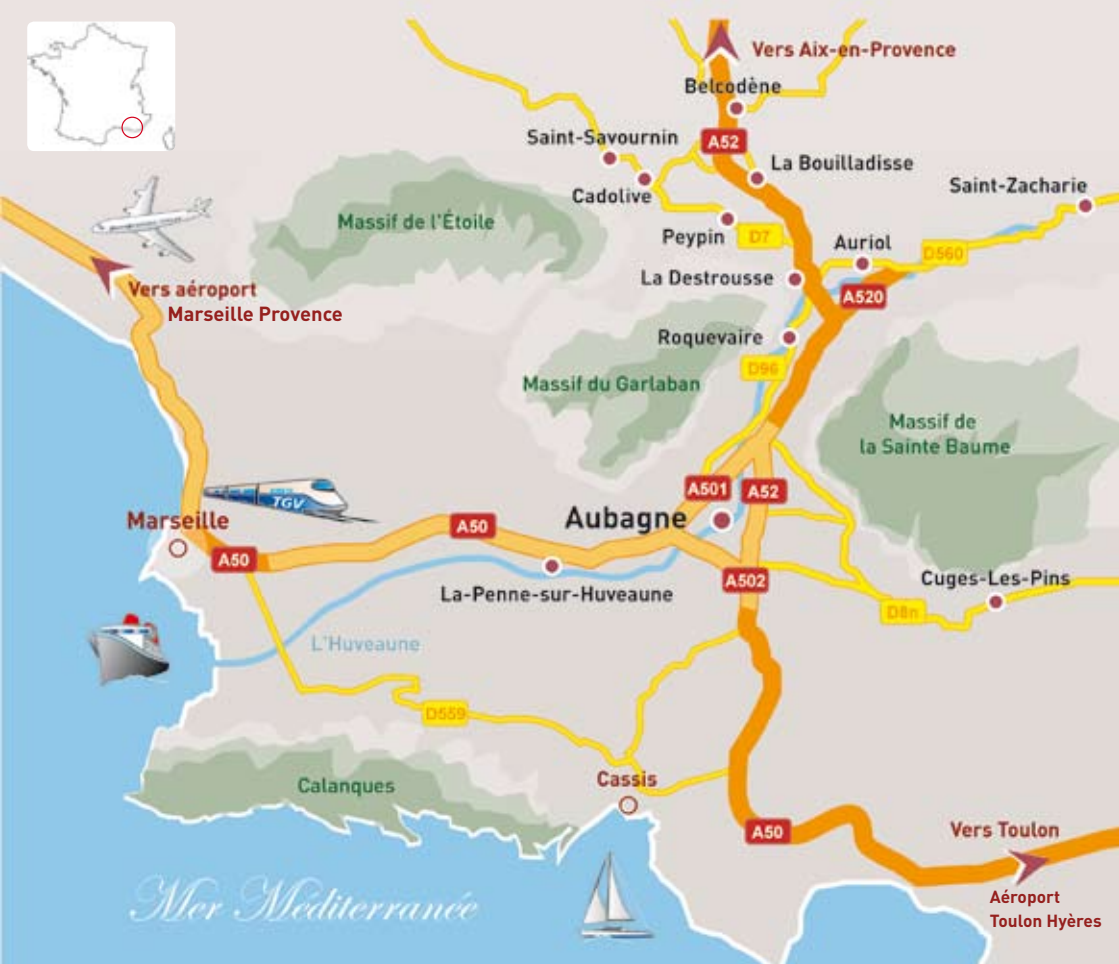 Vers Aix-en-Provence
Belcodène
Saint-Savournin
A52
La Bouilladisse
Cadolive
Saint-Zacharie
Massif de l'Étoile
Peypin
D7
Auriol
D560
La Destrousse
A520
Vers aéroport
Marseille Provence
Roquevaire
D96
Massif du Garlaban
Massif de
la Sainte Baume
A501
A52
TGV
Marseille
A50
Aubagne
A50
A502
Cuges-Les-Pins
La-Penne-sur-Huveaune
D8n
L'Huveaune
D559
Calanques
Cassis
A50
Vers Toulon
Aéroport
Toulon Hyères
Mer Méditerranée